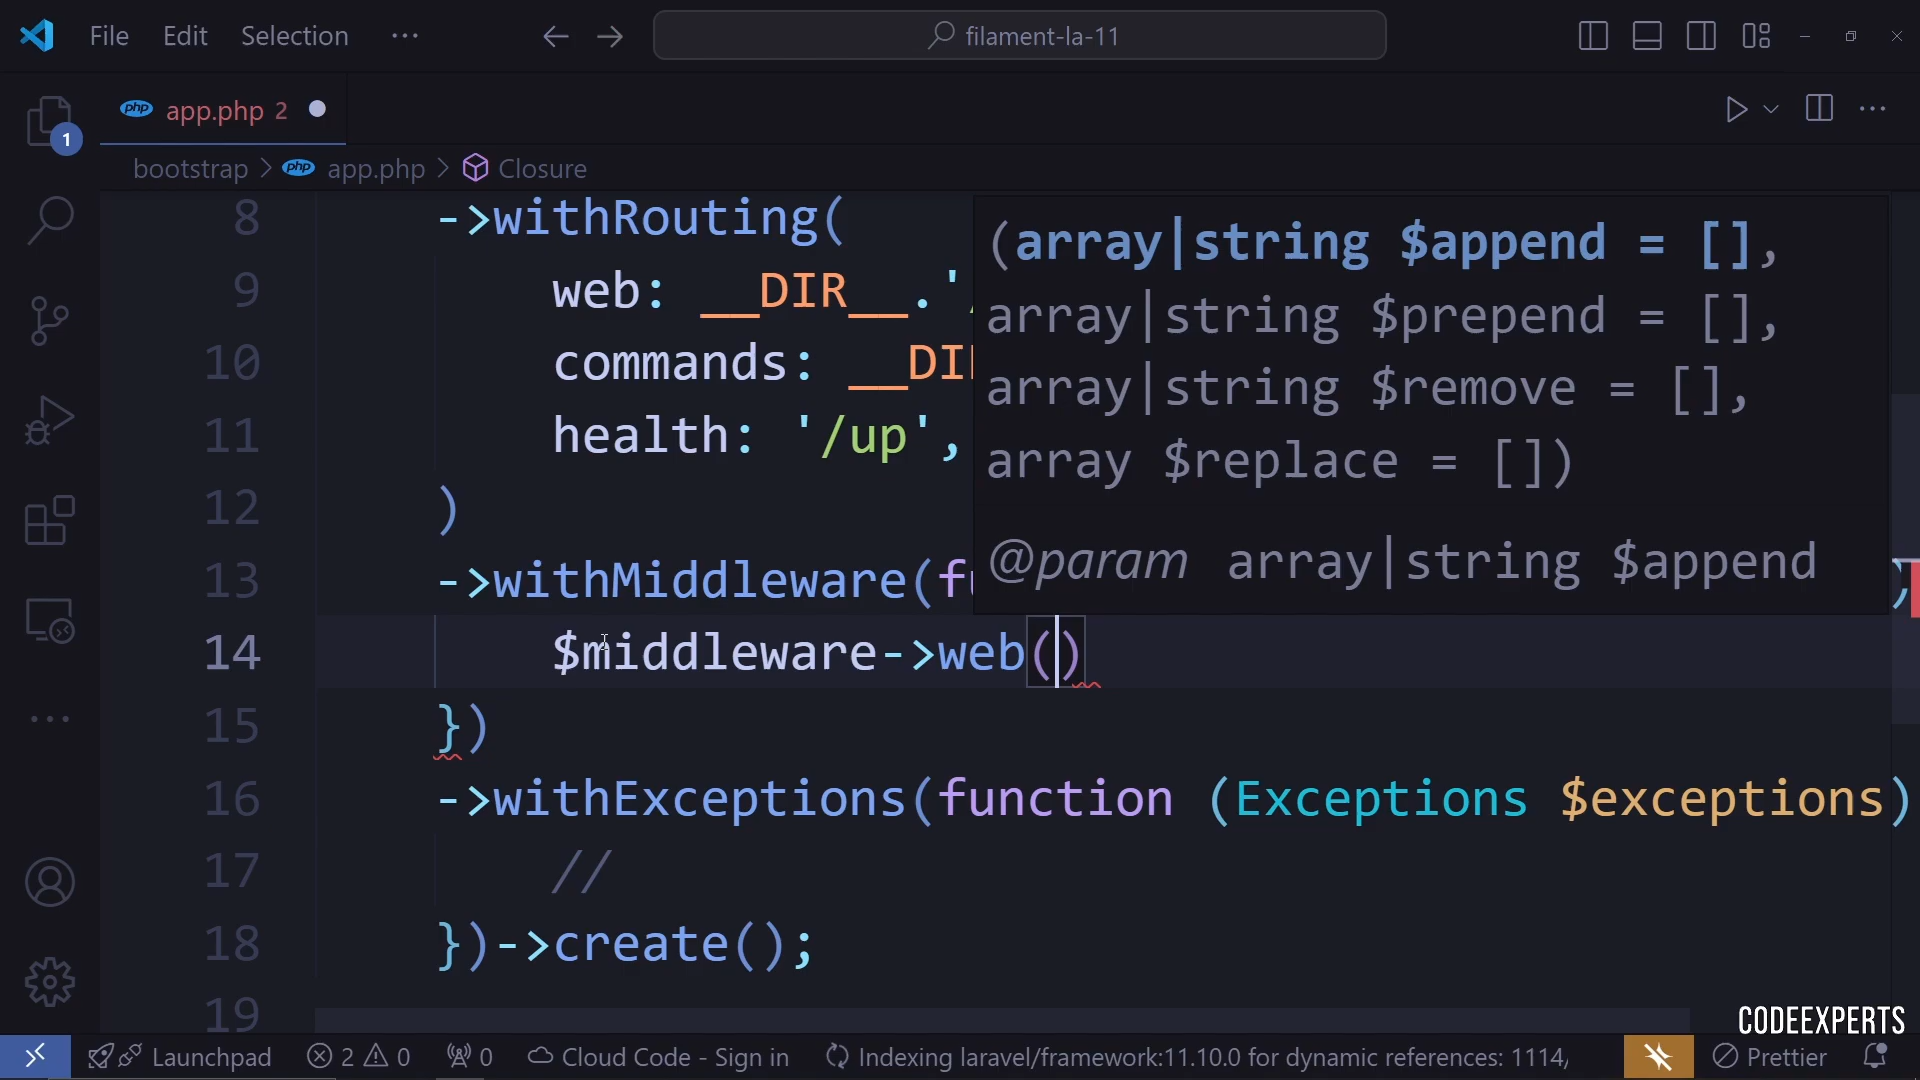 File Edit Selection ··· filament-la-11
1
php app.php 2
bootstrap > php app.php > Closure
8 ->withRouting(
9 web: __DIR__.'
10 commands: __DI
11 health: '/up',
12 )
13 ->withMiddleware(f
14 $middleware->web()
15 })
16 ->withExceptions(function (Exceptions $exceptions)
17 //
18 })->create();
19
(array|string $append = [],
array|string $prepend = [],
array|string $remove = [],
array $replace = [])
@param array|string $append
CODEEXPERTS
Launchpad 2 0 0 Cloud Code - Sign in Indexing laravel/framework:11.10.0 for dynamic references: 1114/ Prettier